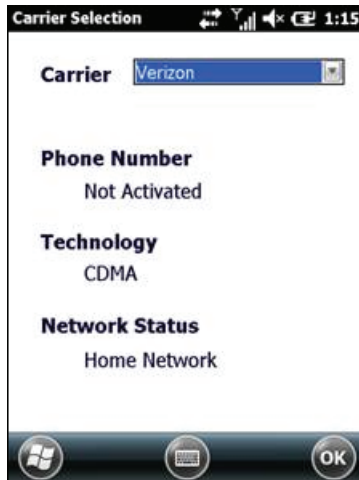 Carrier Selection 1:15
Carrier Verizon
Phone Number
Not Activated
Technology
CDMA
Network Status
Home Network
OK